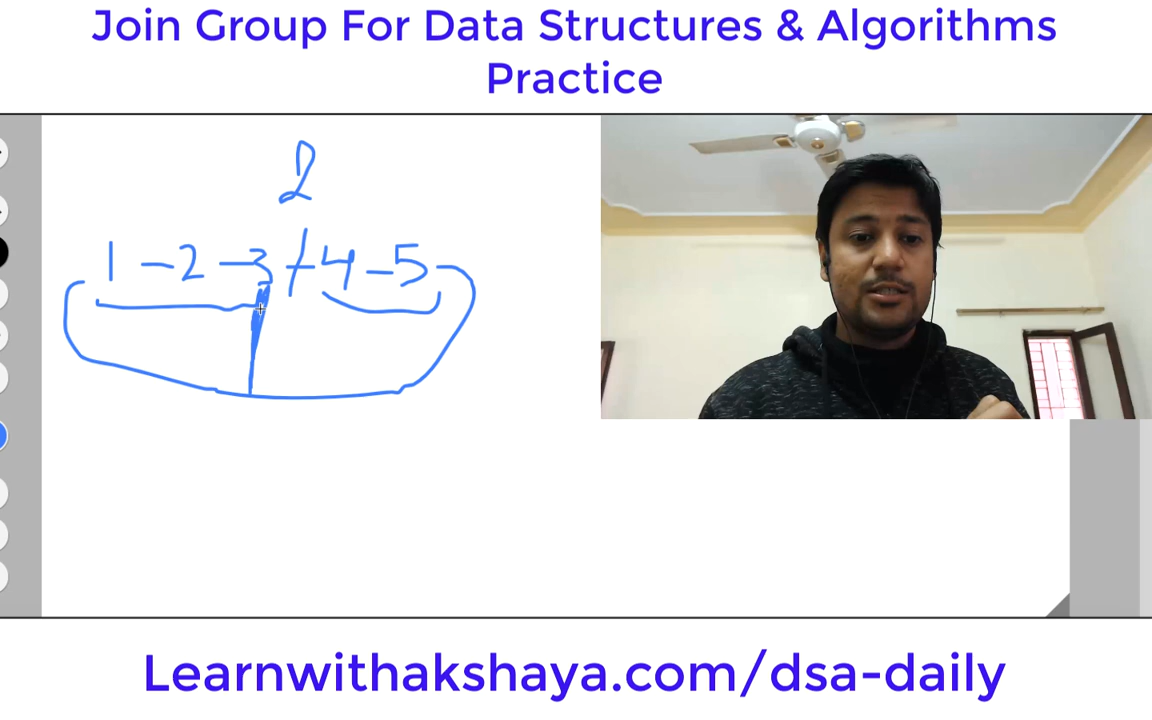 Join Group For Data Structures & Algorithms
Practice
2
1 - 2 - 3 / 4 - 5
Learnwithakshaya.com/dsa-daily